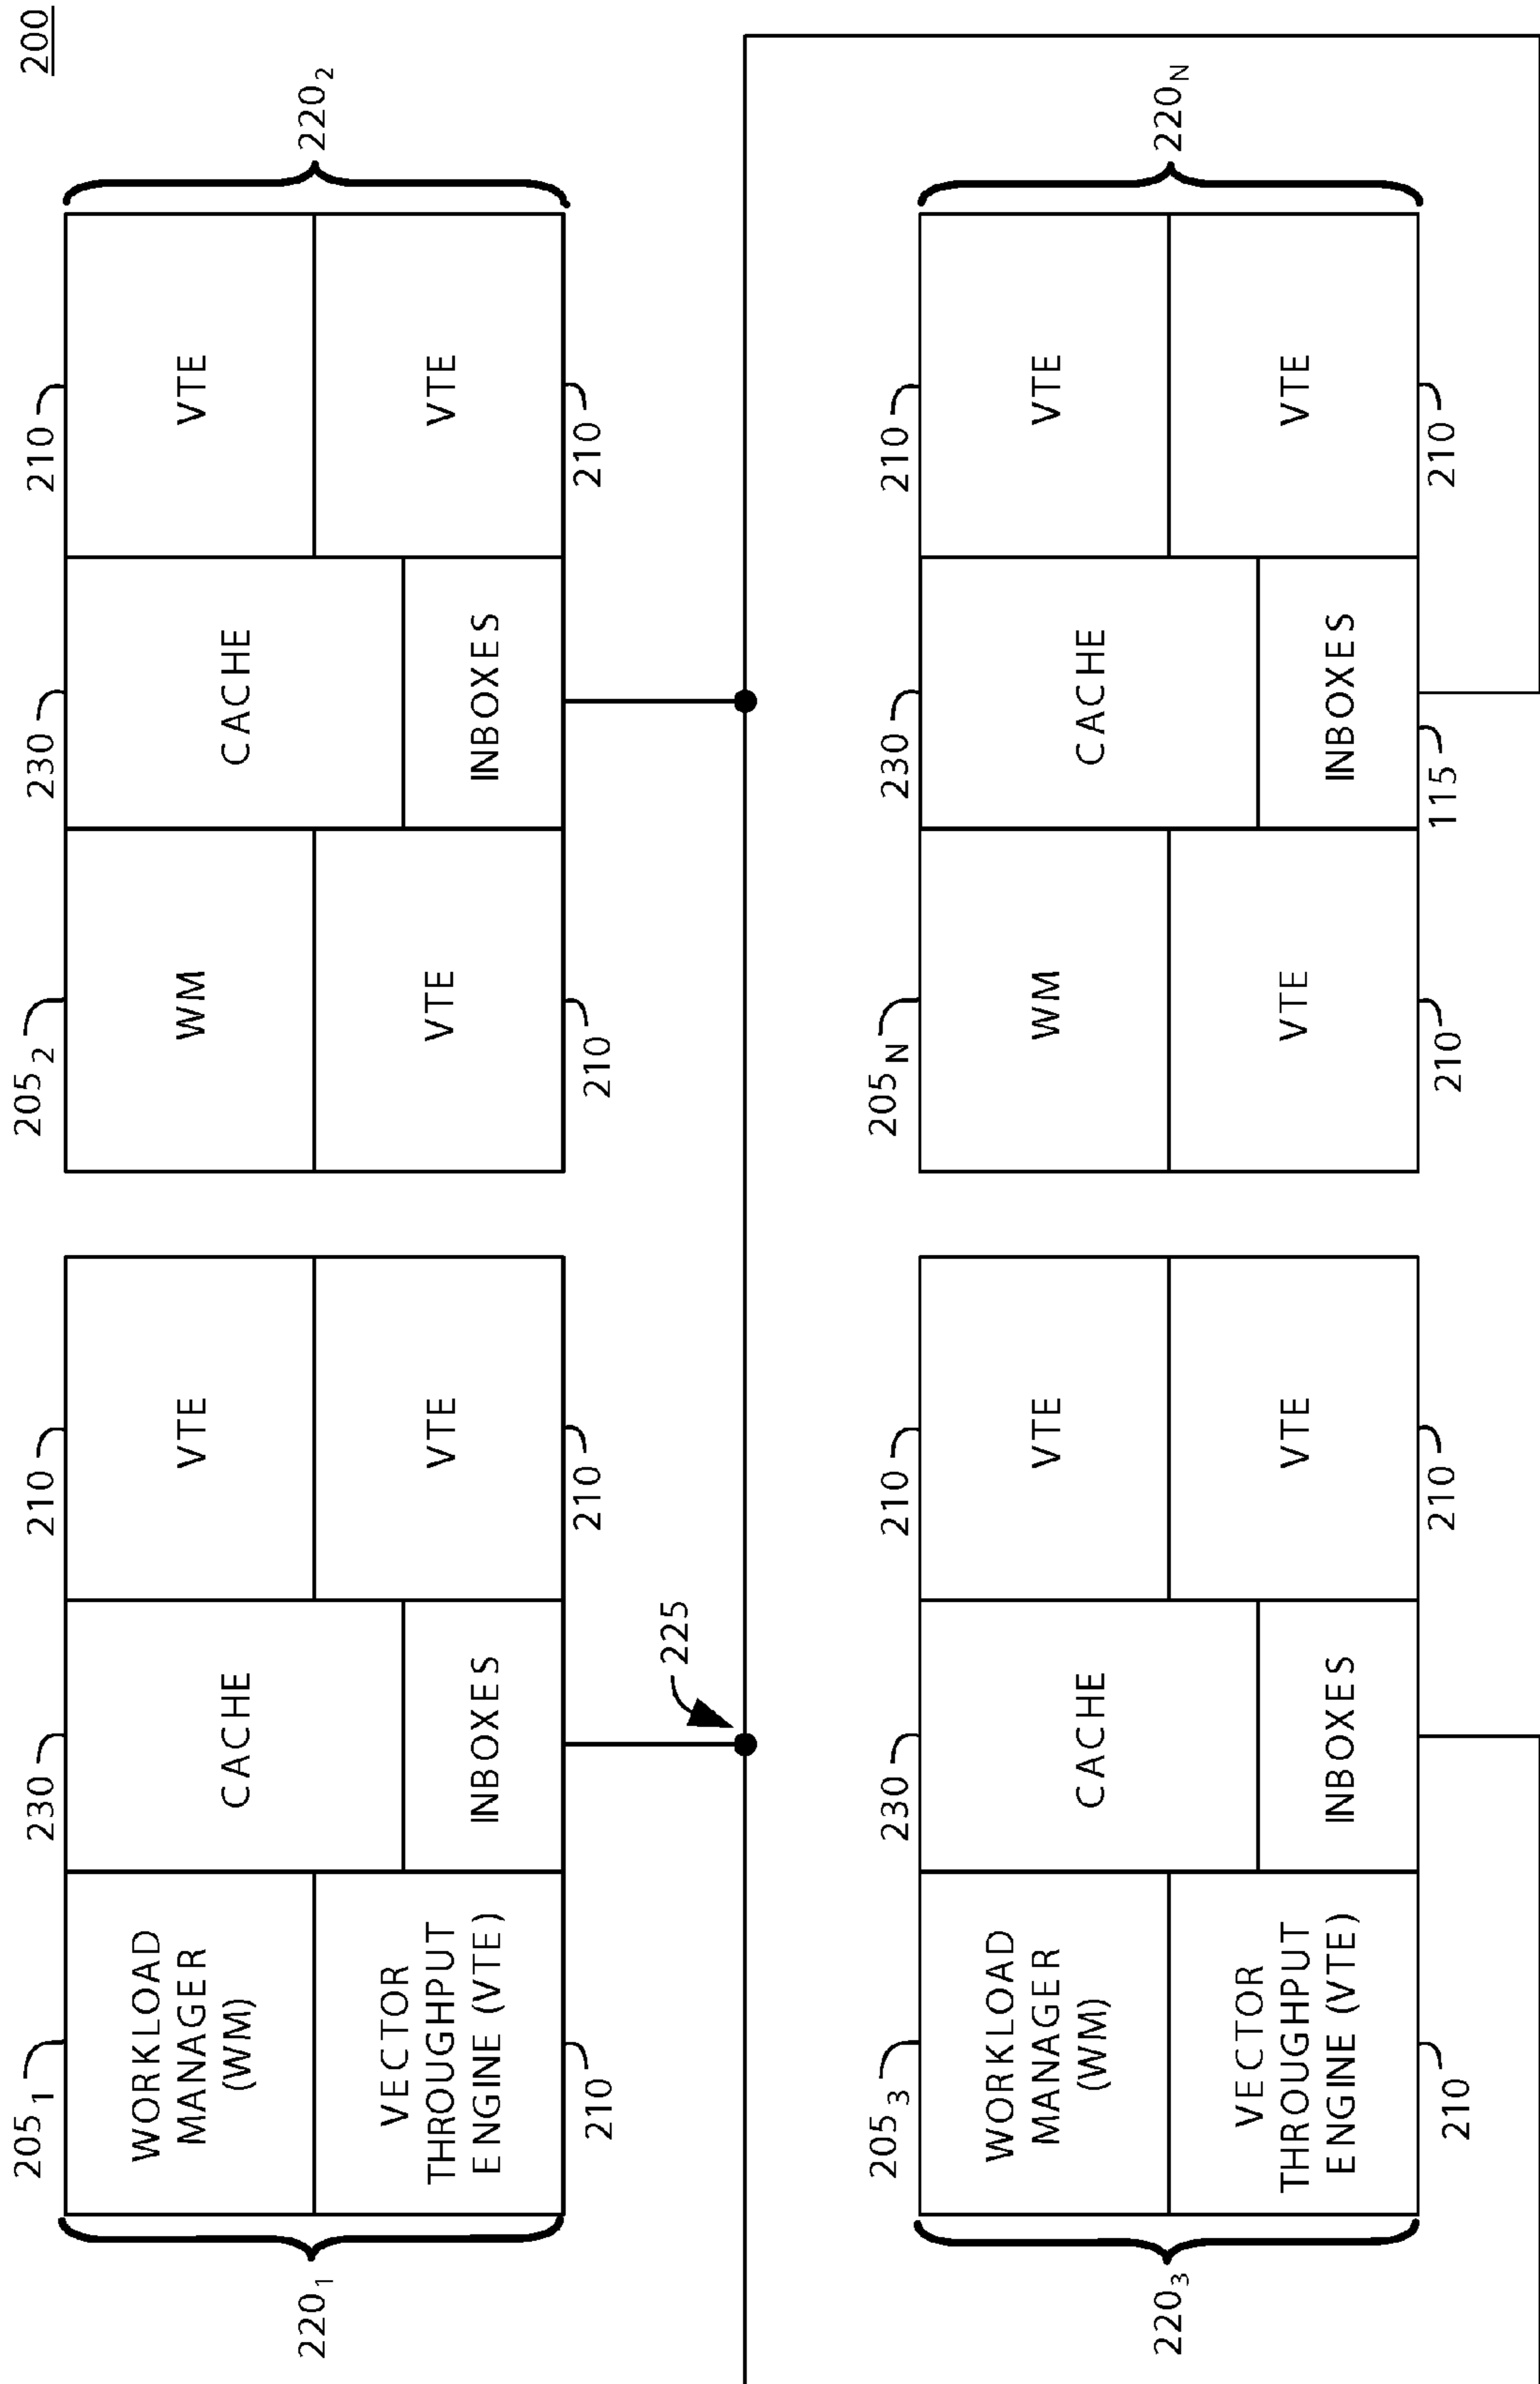 200
205₁
230
210
WORKLOAD
MANAGER
(WM)
CACHE
VTE
220₁
VECTOR
THROUGHPUT
ENGINE (VTE)
INBOXES
VTE
210
210
205₂
230
210
WM
CACHE
VTE
220₂
VTE
INBOXES
VTE
210
210
225
205₃
230
210
WORKLOAD
MANAGER
(WM)
CACHE
VTE
220₃
VECTOR
THROUGHPUT
ENGINE (VTE)
INBOXES
VTE
210
210
205N
230
210
WM
CACHE
VTE
220N
VTE
INBOXES
VTE
210
115
210